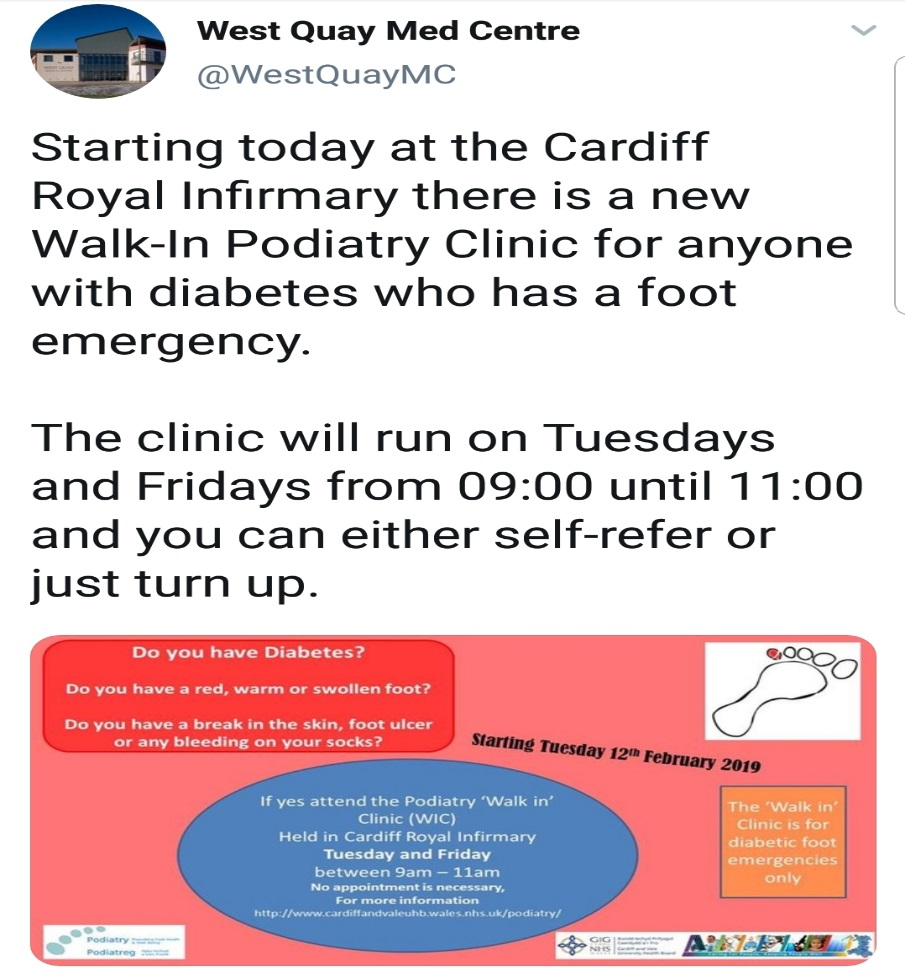 West Quay Med Centre
@WestQuayMC
Starting today at the Cardiff
Royal Infirmary there is a new
Walk-In Podiatry Clinic for anyone
with diabetes who has a foot
emergency.
The clinic will run on Tuesdays
and Fridays from 09:00 until 11:00
and you can either self-refer or
just turn up.
Do you have Diabetes?
Do you have a red, warm or swollen foot?
Do you have a break in the skin, foot ulcer
or any bleeding on your socks?
Starting Tuesday 12th February 2019
If yes attend the Podiatry ‘Walk in’
Clinic (WIC)
Held in Cardiff Royal Infirmary
Tuesday and Friday
between 9am – 11am
No appointment is necessary,
For more information
http://www.cardiffandvaleuhb.wales.nhs.uk/podiatry/
The ‘Walk in’
Clinic is for
diabetic foot
emergencies
only
Podiatry
Podiatreg
GIG
NHS